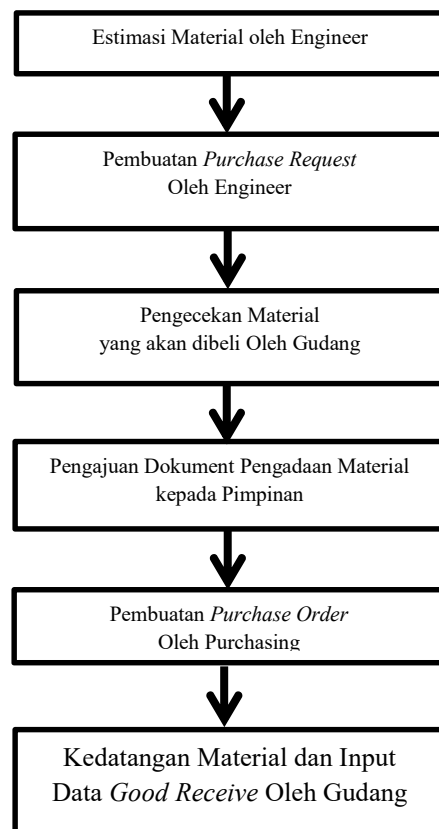 Estimasi Material oleh Engineer
Pembuatan Purchase Request
Oleh Engineer
Pengecekan Material
yang akan dibeli Oleh Gudang
Pengajuan Dokument Pengadaan Material
kepada Pimpinan
Pembuatan Purchase Order
Oleh Purchasing
Kedatangan Material dan Input
Data Good Receive Oleh Gudang